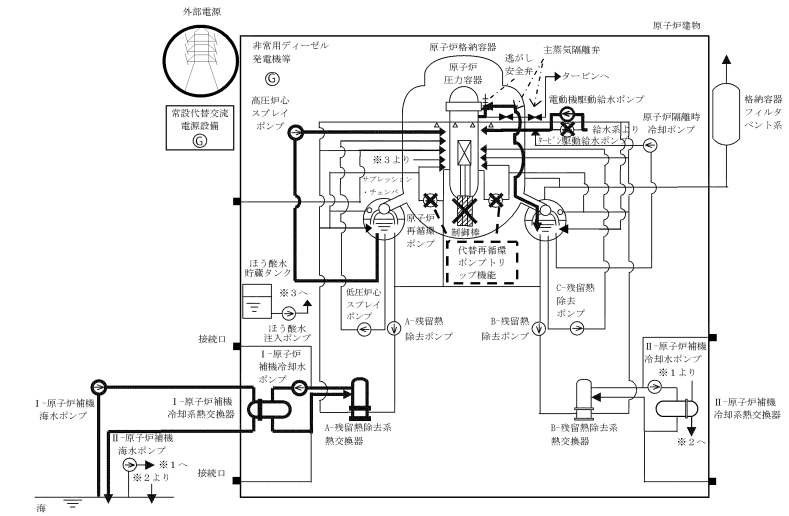 外部電源
原子炉建物
非常用ディーゼル
発電機等
G
原子炉格納容器
原子炉
圧力容器
逃がし
安全弁
主蒸気隔離弁
タービンへ
常設代替交流
電源設備
G
高圧炉心
スプレイ
ポンプ
電動機駆動給水ポンプ
給水系より
タービン駆動給水ポンプ
原子炉隔離時
冷却ポンプ
格納容器
フィルタ
ベント系
※3より
サプレッション
・チェンバ
原子炉
再循環
ポンプ
制御棒
代替再循環
ポンプトリ
ップ機能
ほう酸水
貯蔵タンク
※3へ
ほう酸水
注入ポンプ
低圧炉心
スプレイ
ポンプ
A-残留熱
除去ポンプ
B-残留熱
除去ポンプ
C-残留熱
除去
ポンプ
接続口
Ⅰ-原子炉
補機冷却水
ポンプ
Ⅱ-原子炉補機
冷却水ポンプ
※1より
Ⅰ-原子炉補機
海水ポンプ
Ⅰ-原子炉補機
冷却系熱交換器
A-残留熱除去系
熱交換器
B-残留熱除去系
熱交換器
Ⅱ-原子炉補機
冷却系熱交換器
※2へ
Ⅱ-原子炉補機
海水ポンプ
※1へ
※2より
接続口
海